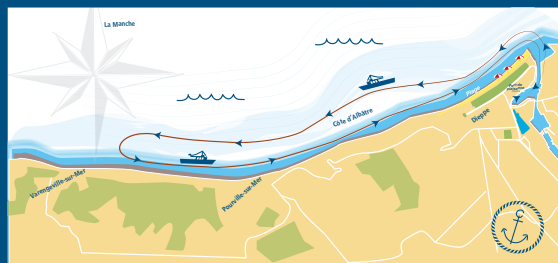 La Manche
Plage
Côte d'Albâtre
Dieppe
Varengeville-sur-Mer
Pourville-sur-Mer